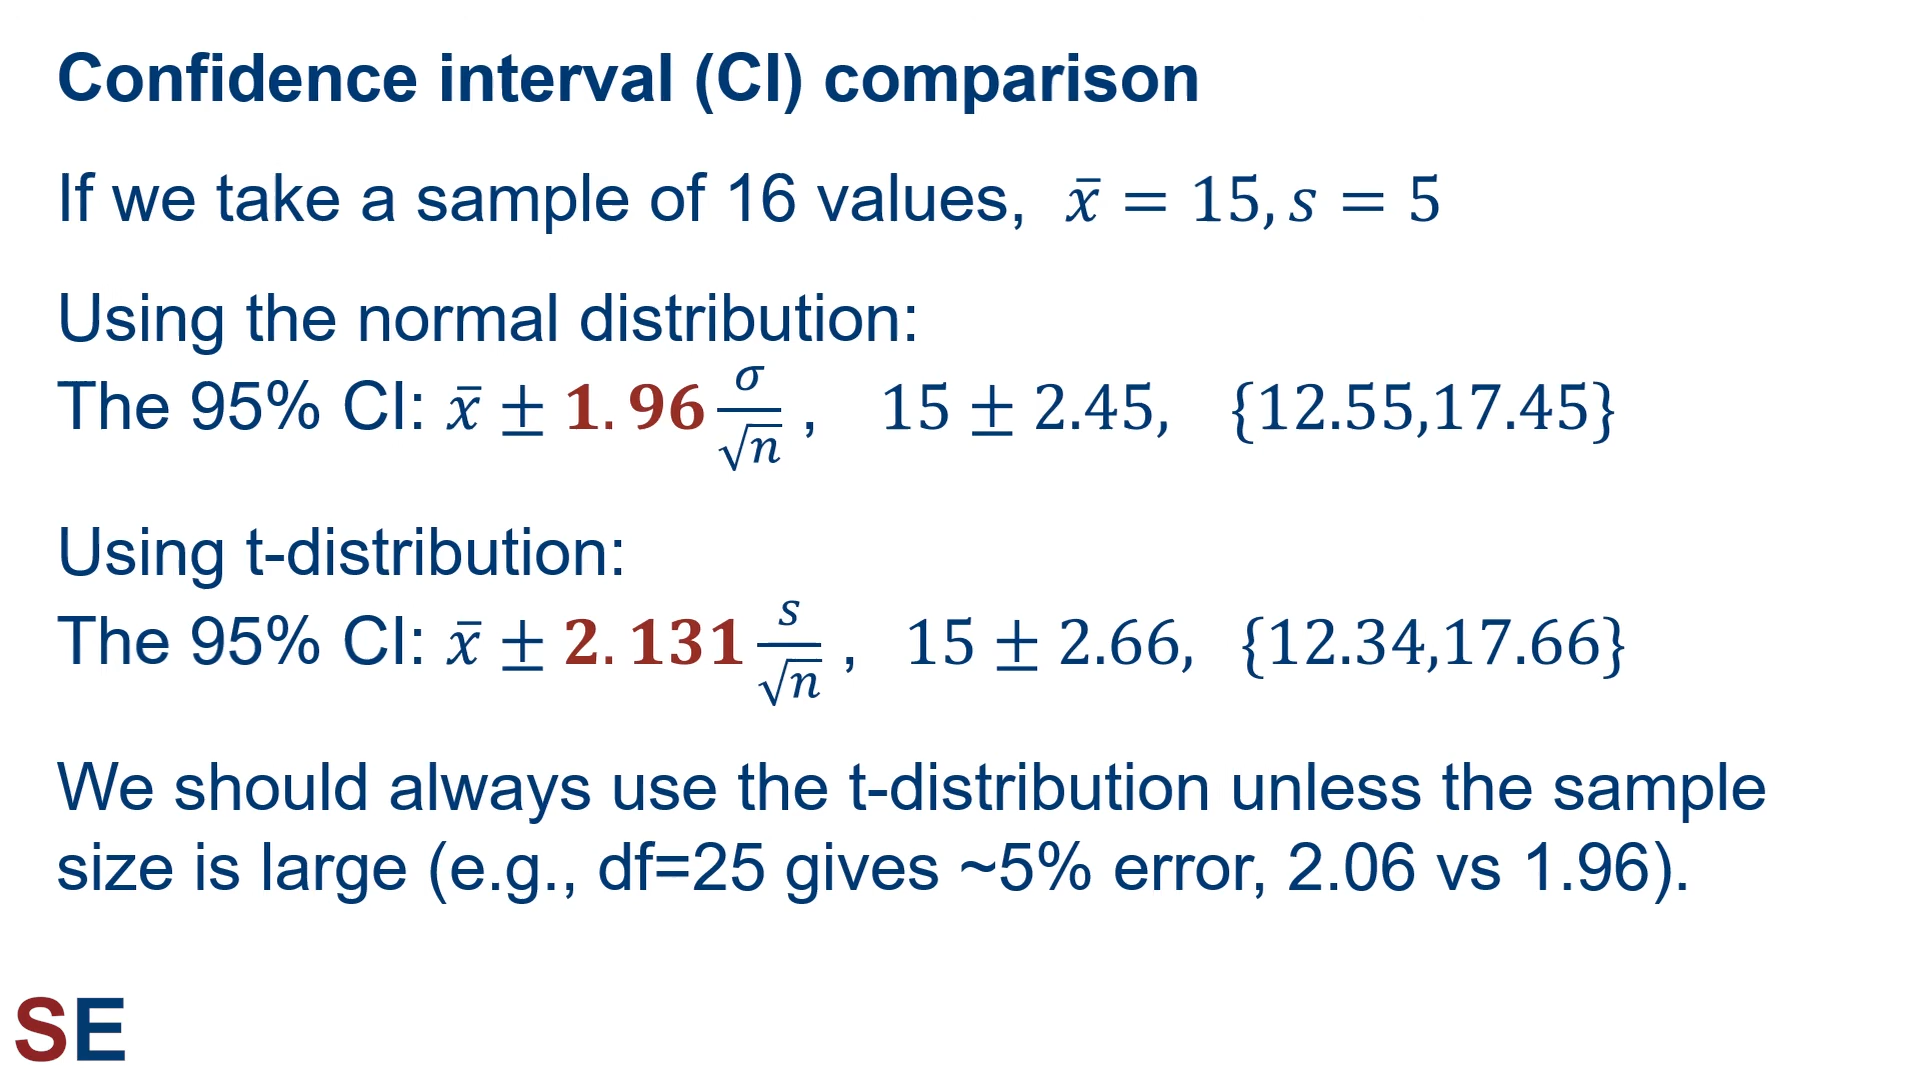 Confidence interval (CI) comparison
If we take a sample of 16 values, x̄ = 15, s = 5
Using the normal distribution:
The 95% CI: x̄ ± 1.96 σ/√n , 15 ± 2.45, {12.55,17.45}
Using t-distribution:
The 95% CI: x̄ ± 2.131 s/√n , 15 ± 2.66, {12.34,17.66}
We should always use the t-distribution unless the sample
size is large (e.g., df=25 gives ~5% error, 2.06 vs 1.96).
SE